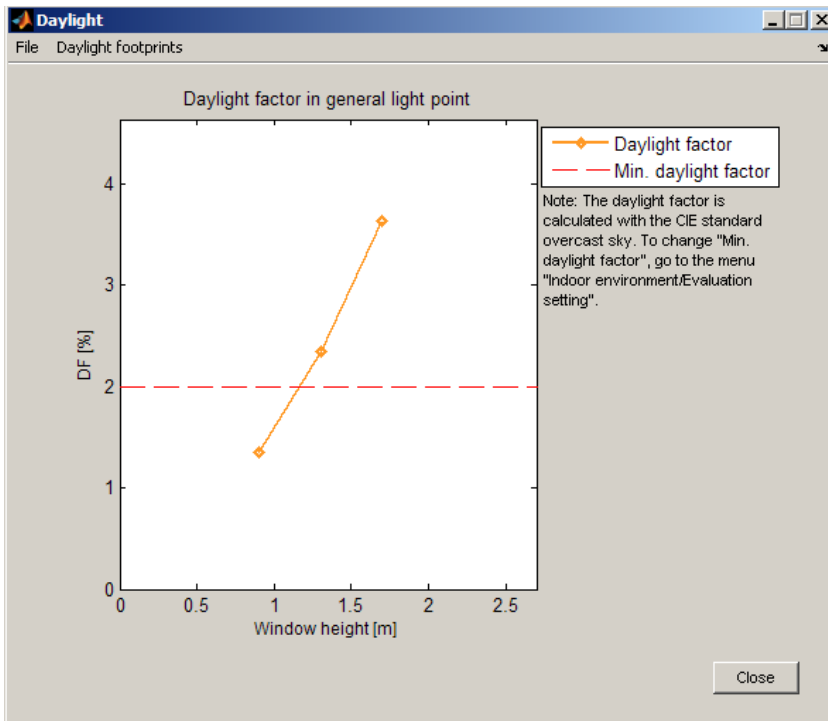 Daylight
File Daylight footprints
Daylight factor in general light point
Daylight factor
Min. daylight factor
Note: The daylight factor is
calculated with the CIE standard
overcast sky. To change "Min.
daylight factor", go to the menu
"Indoor environment/Evaluation
setting".
4
3
2
1
0
DF [%]
0 0.5 1 1.5 2 2.5
Window height [m]
Close